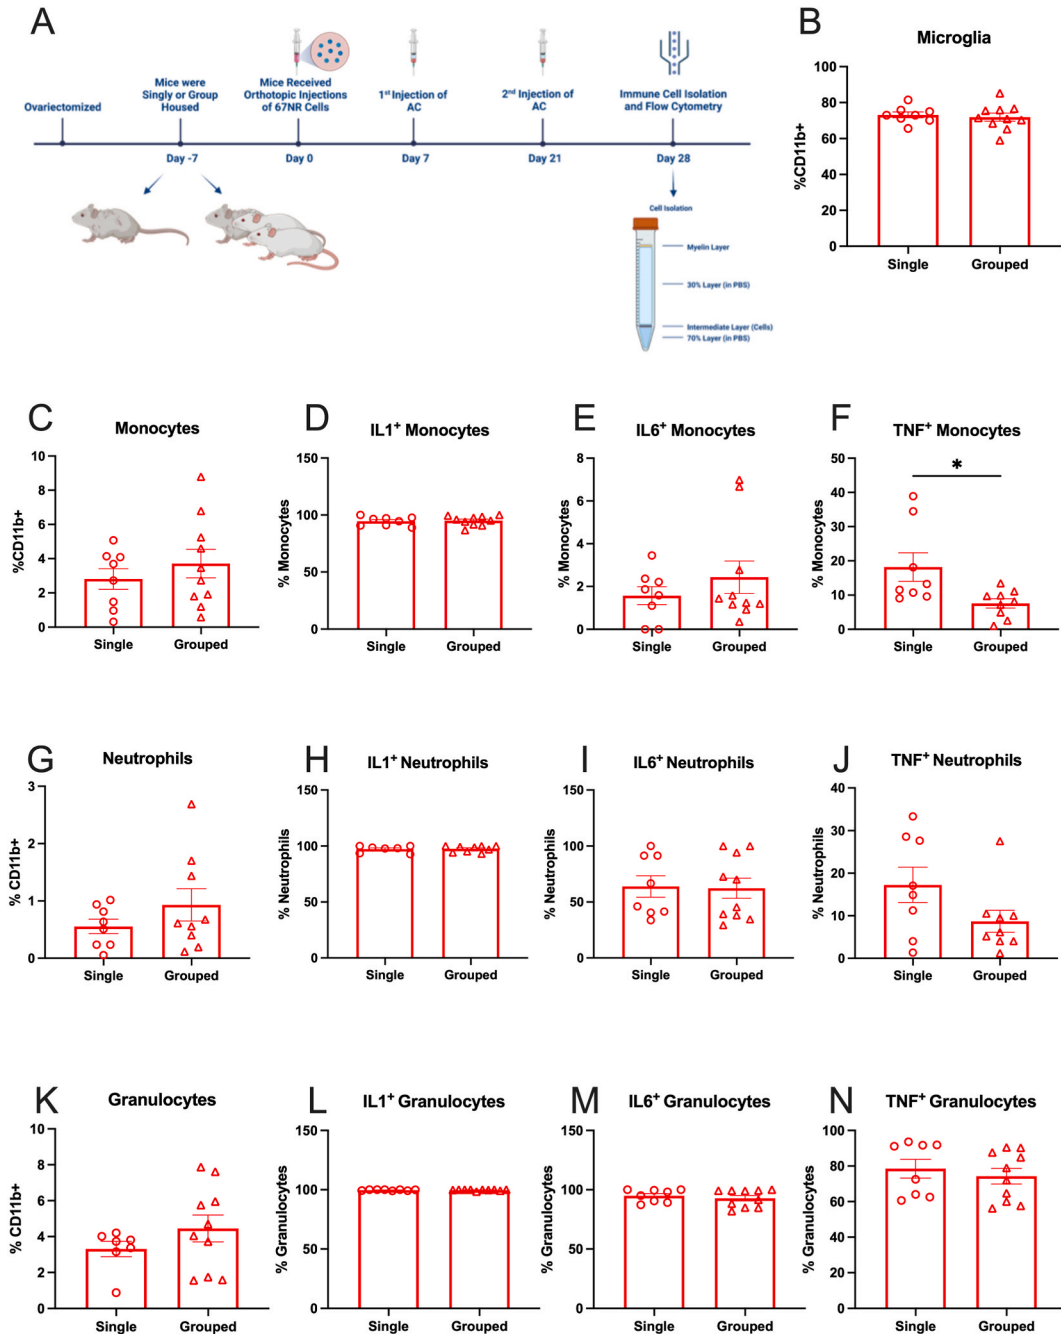 A
Ovariectomized
Mice were
Singly or Group
Housed
Mice Received
Orthotopic Injections
of 67NR Cells
1st Injection of
AC
2nd Injection of
AC
Immune Cell Isolation
and Flow Cytometry
Day -7
Day 0
Day 7
Day 21
Day 28
Cell Isolation
Myelin Layer
30% Layer (in PBS)
Intermediate Layer (Cells)
70% Layer (in PBS)
B
Microglia
%CD11b+
100
80
60
40
20
0
Single
Grouped
C
Monocytes
%CD11b+
10
8
6
4
2
0
Single
Grouped
D
IL1+ Monocytes
% Monocytes
150
100
50
0
Single
Grouped
E
IL6+ Monocytes
% Monocytes
8
6
4
2
0
Single
Grouped
F
TNF+ Monocytes
% Monocytes
50
40
30
20
10
0
*
Single
Grouped
G
Neutrophils
% CD11b+
3
2
1
0
Single
Grouped
H
IL1+ Neutrophils
% Neutrophils
150
100
50
0
Single
Grouped
I
IL6+ Neutrophils
% Neutrophils
150
100
50
0
Single
Grouped
J
TNF+ Neutrophils
% Neutrophils
40
30
20
10
0
Single
Grouped
K
Granulocytes
% CD11b+
10
8
6
4
2
0
Single
Grouped
L
IL1+ Granulocytes
% Granulocytes
150
100
50
0
Single
Grouped
M
IL6+ Granulocytes
% Granulocytes
150
100
50
0
Single
Grouped
N
TNF+ Granulocytes
% Granulocytes
100
80
60
40
20
0
Single
Grouped